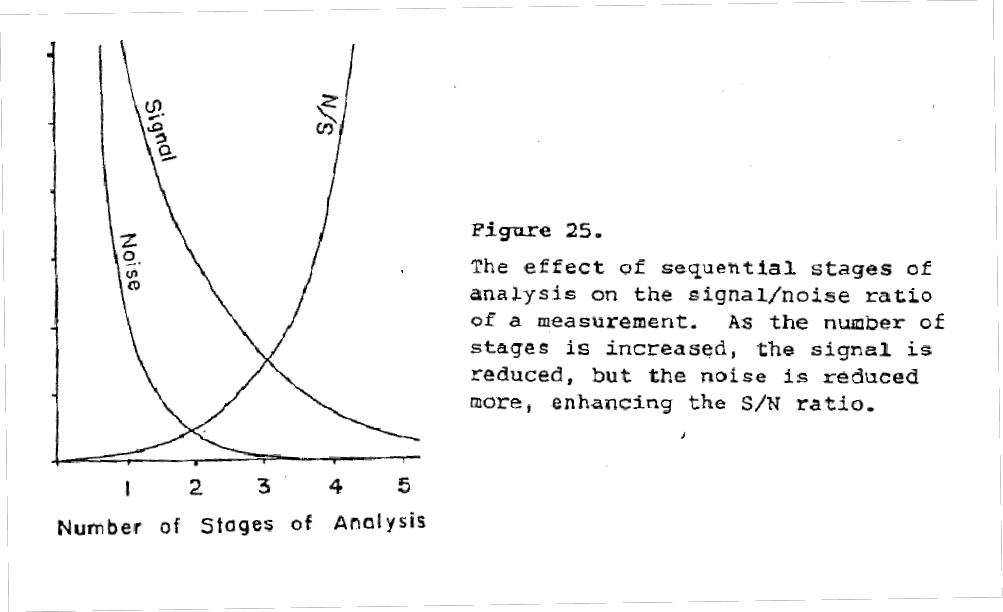 Signal
S/N
Noise
1 2 3 4 5
Number of Stages of Analysis
Figure 25.
The effect of sequential stages of
analysis on the signal/noise ratio
of a measurement. As the number of
stages is increased, the signal is
reduced, but the noise is reduced
more, enhancing the S/N ratio.